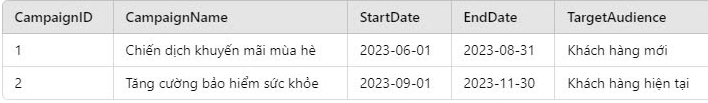 CampaignID CampaignName StartDate EndDate TargetAudience
1 Chiến dịch khuyến mãi mùa hè 2023-06-01 2023-08-31 Khách hàng mới
2 Tăng cường bảo hiểm sức khỏe 2023-09-01 2023-11-30 Khách hàng hiện tại